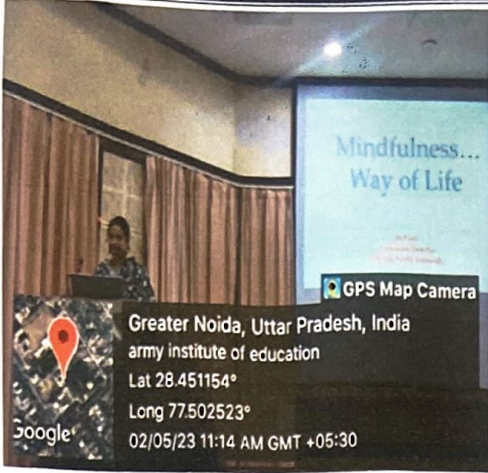 Mindfulness...
Way of Life
GPS Map Camera
Greater Noida, Uttar Pradesh, India
army institute of education
Lat 28.451154°
Long 77.502523°
02/05/23 11:14 AM GMT +05:30
Google